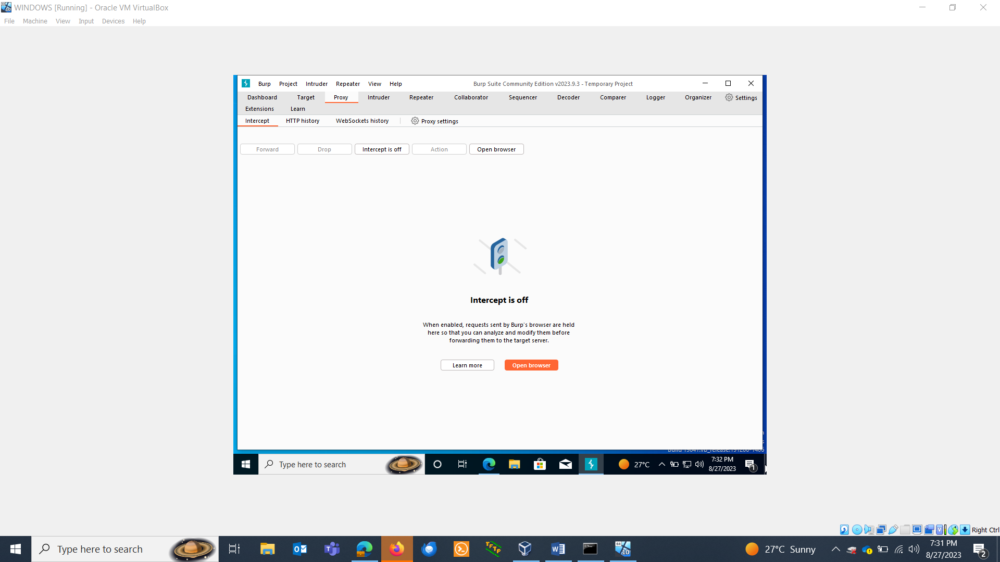 WINDOWS [Running] - Oracle VM VirtualBox
File Machine View Input Devices Help
Burp Project Intruder Repeater View Help Burp Suite Community Edition v2023.9.3 - Temporary Project
Dashboard Target Proxy Intruder Repeater Collaborator Sequencer Decoder Comparer Logger Organizer Settings
Extensions Learn
Intercept HTTP history WebSockets history Proxy settings
Forward Drop Intercept is off Action Open browser
Intercept is off
When enabled, requests sent by Burp's browser are held
here so that you can analyze and modify them before
forwarding them to the target server.
Learn more Open browser
Type here to search 27°C 7:32 PM
8/27/2023 1
Right Ctrl
Type here to search 27°C Sunny 7:31 PM
8/27/2023 2